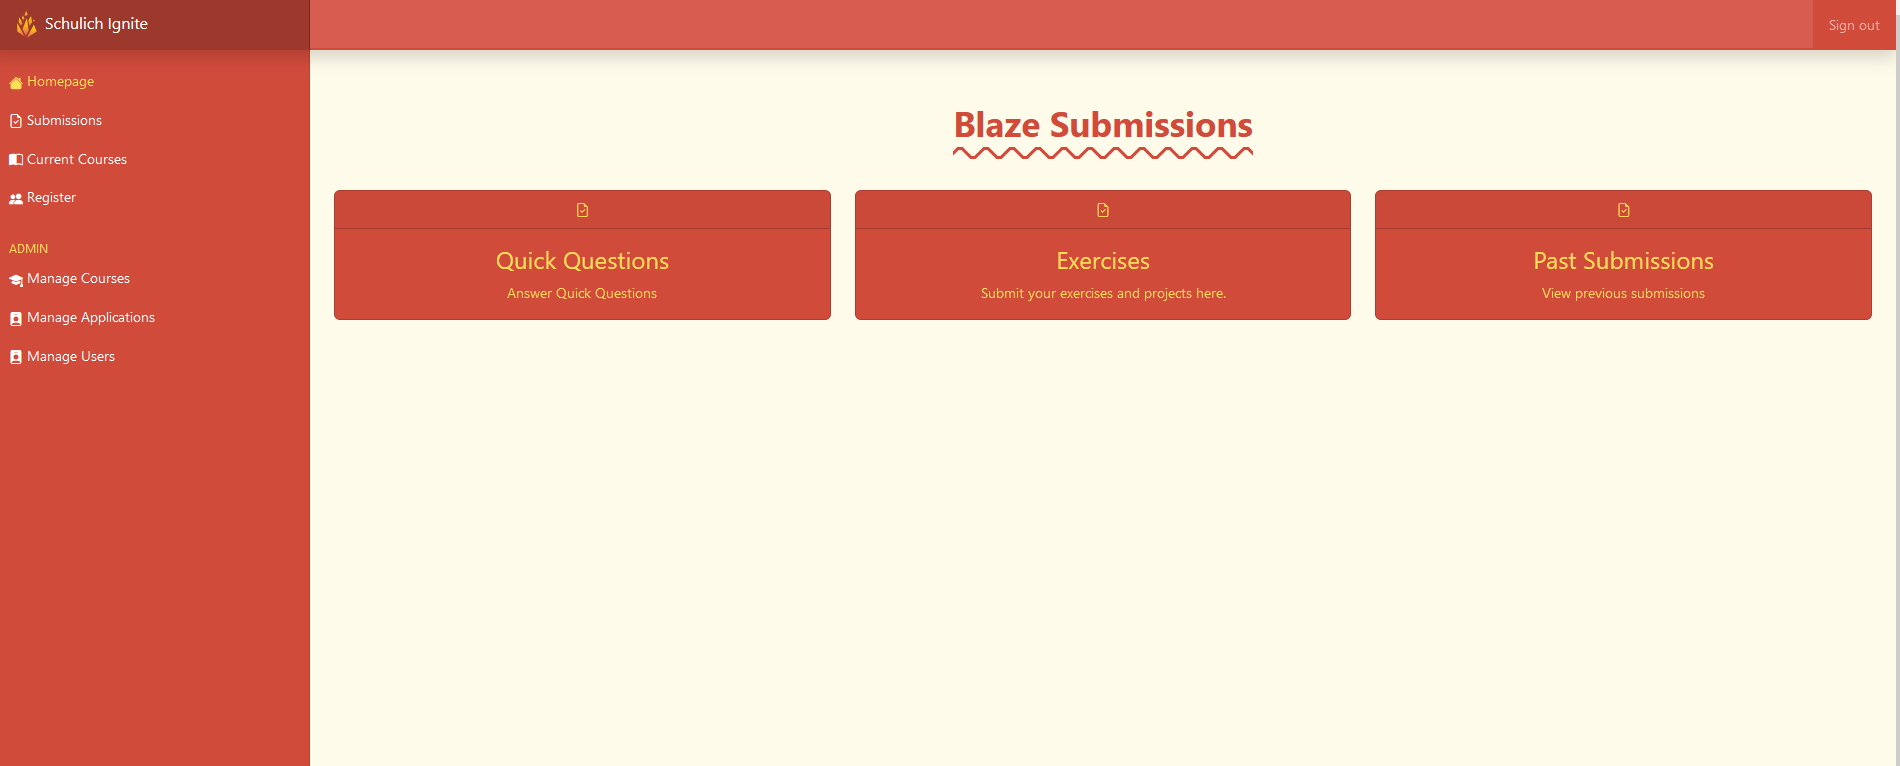 Schulich Ignite
Sign out
Homepage
Submissions
Current Courses
Register
ADMIN
Manage Courses
Manage Applications
Manage Users
Blaze Submissions
Quick Questions
Answer Quick Questions
Exercises
Submit your exercises and projects here.
Past Submissions
View previous submissions